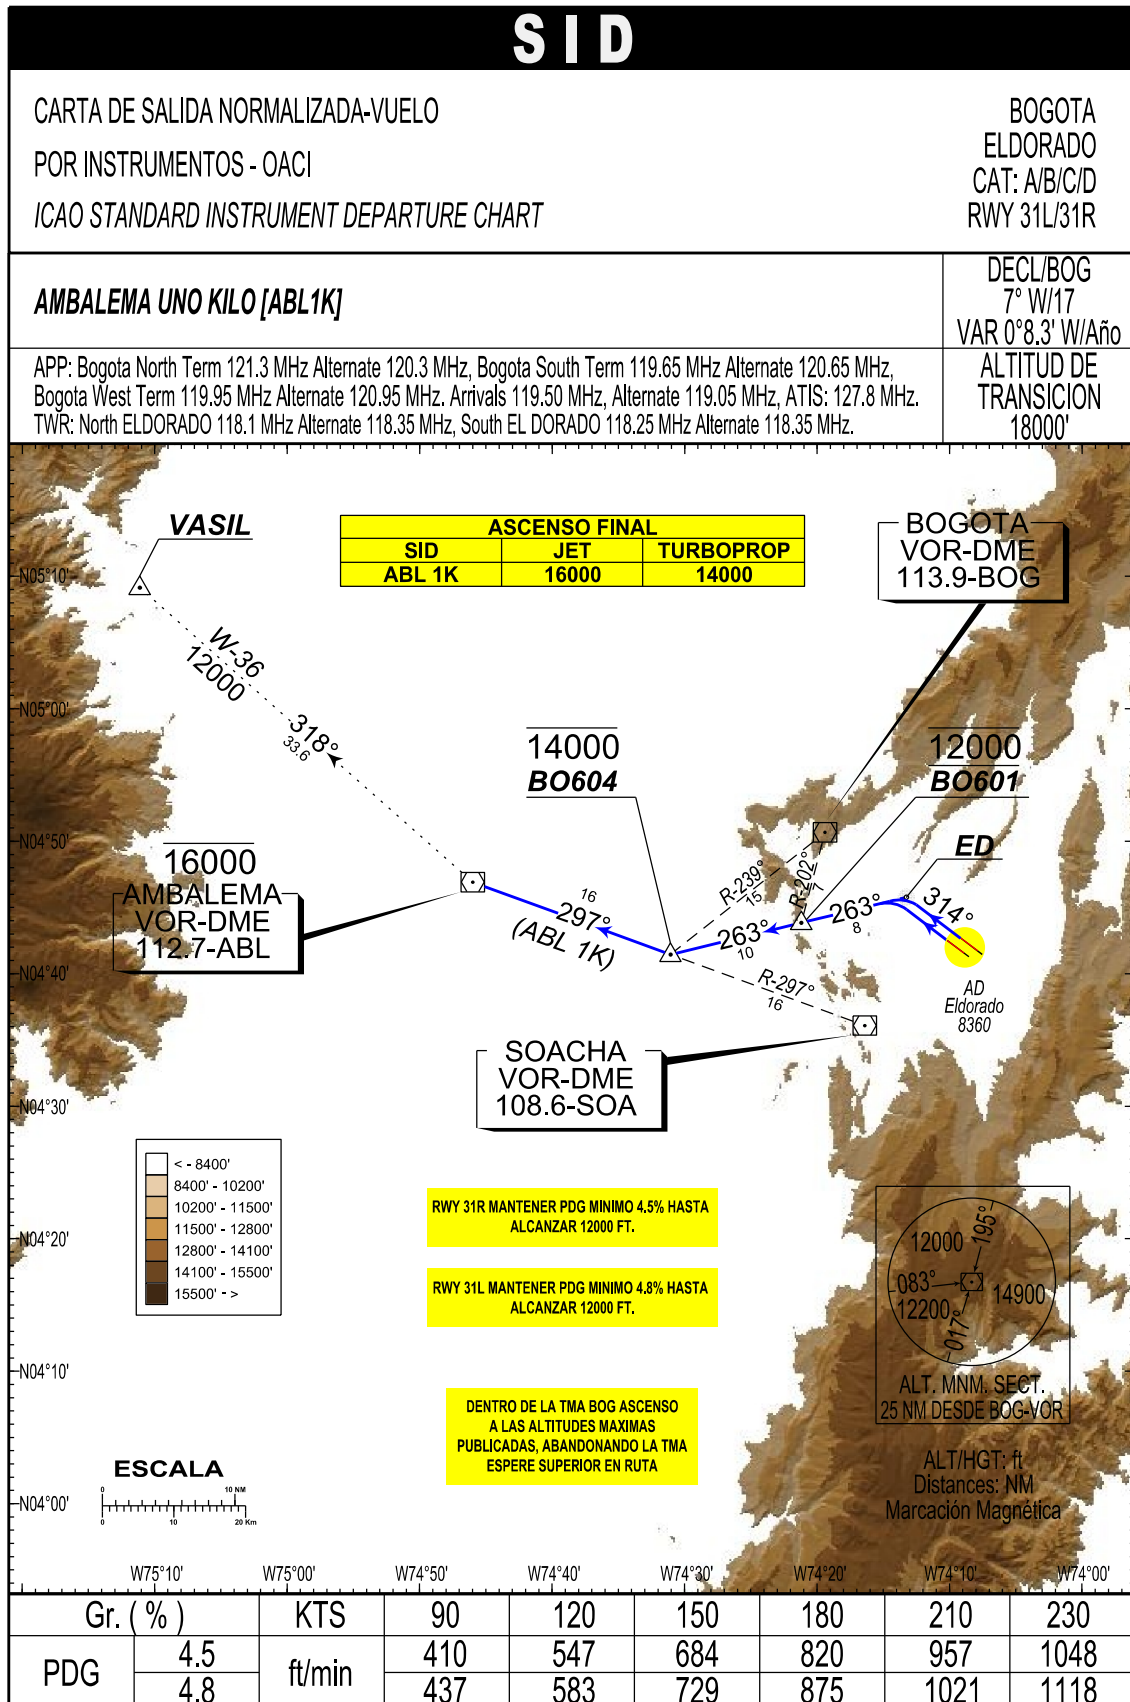 SID
CARTA DE SALIDA NORMALIZADA-VUELO
POR INSTRUMENTOS - OACI
ICAO STANDARD INSTRUMENT DEPARTURE CHART
BOGOTA
ELDORADO
CAT: A/B/C/D
RWY 31L/31R
AMBALEMA UNO KILO [ABL1K]
DECL/BOG
7° W/17
VAR 0°8.3' W/Año
APP: Bogota North Term 121.3 MHz Alternate 120.3 MHz, Bogota South Term 119.65 MHz Alternate 120.65 MHz,
Bogota West Term 119.95 MHz Alternate 120.95 MHz. Arrivals 119.50 MHz, Alternate 119.05 MHz, ATIS: 127.8 MHz.
TWR: North ELDORADO 118.1 MHz Alternate 118.35 MHz, South EL DORADO 118.25 MHz Alternate 118.35 MHz.
ALTITUD DE
TRANSICION
18000'
VASIL
ASCENSO FINAL
SID JET TURBOPROP
ABL 1K 16000 14000
BOGOTA
VOR-DME
113.9-BOG
N05°10'
W-36
12000
N05°00'
318°
33.6
14000
BO604
12000
BO601
N04°50'
ED
16000
AMBALEMA
VOR-DME
112.7-ABL
16
297°
(ABL 1K)
R-239°
15
R-202°
7
263°
8
314°
263°
10
N04°40'
R-297°
16
AD
Eldorado
8360
SOACHA
VOR-DME
108.6-SOA
N04°30'
< - 8400'
8400' - 10200'
10200' - 11500'
11500' - 12800'
12800' - 14100'
14100' - 15500'
15500' - >
RWY 31R MANTENER PDG MINIMO 4.5% HASTA
ALCANZAR 12000 FT.
N04°20'
RWY 31L MANTENER PDG MINIMO 4.8% HASTA
ALCANZAR 12000 FT.
12000
195°
083°
12200
14900
017°
N04°10'
ALT. MNM. SECT.
25 NM DESDE BOG-VOR
DENTRO DE LA TMA BOG ASCENSO
A LAS ALTITUDES MAXIMAS
PUBLICADAS, ABANDONANDO LA TMA
ESPERE SUPERIOR EN RUTA
ESCALA
0 10 NM
0 10 20 Km
ALT/HGT: ft
Distances: NM
Marcación Magnética
N04°00'
W75°10' W75°00' W74°50' W74°40' W74°30' W74°20' W74°10' W74°00'
Gr. ( % ) KTS 90 120 150 180 210 230
PDG 4.5 ft/min 410 547 684 820 957 1048
4.8 437 583 729 875 1021 1118